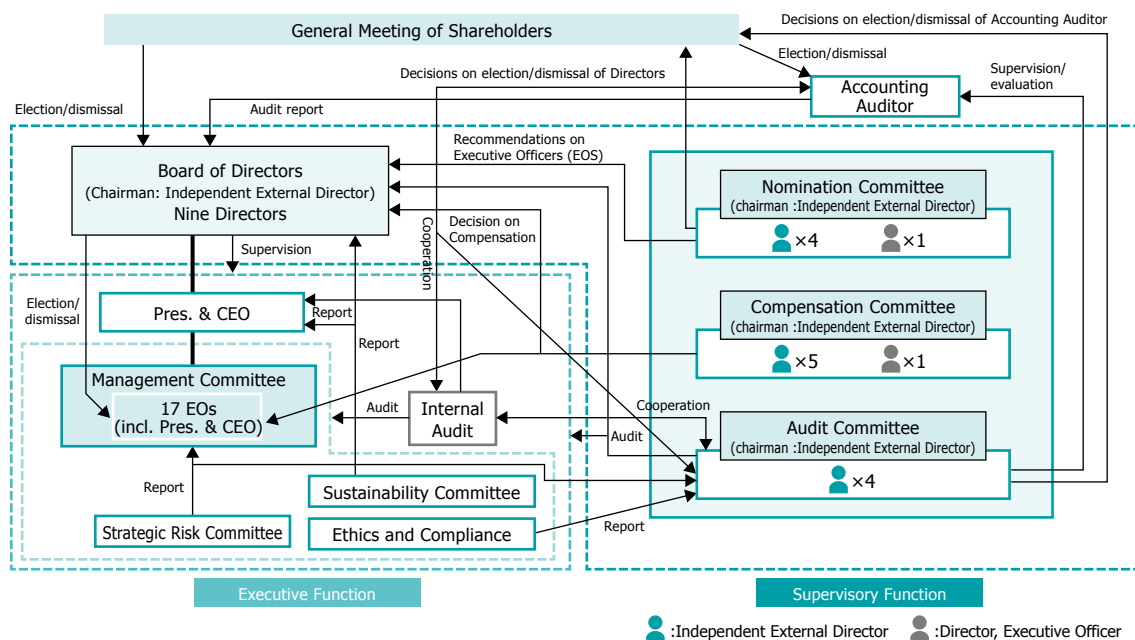 Decisions on election/dismissal of Accounting Auditor
General Meeting of Shareholders
Election/dismissal
Decisions on election/dismissal of Directors
Supervision/
evaluation
Accounting
Auditor
Election/dismissal
Audit report
Recommendations on
Executive Officers (EOS)
Board of Directors
(Chairman: Independent External Director)
Nine Directors
Nomination Committee
(chairman :Independent External Director)
×4
×1
Cooperation
Decision on
Compensation
Supervision
Election/
dismissal
Pres. & CEO
Report
Report
Compensation Committee
(chairman :Independent External Director)
×5
×1
Management Committee
17 EOs
(incl. Pres. & CEO)
Audit
Internal
Audit
Cooperation
Audit
Audit Committee
(chairman :Independent External Director)
×4
Report
Sustainability Committee
Strategic Risk Committee
Ethics and Compliance
Report
Executive Function
Supervisory Function
:Independent External Director
:Director, Executive Officer